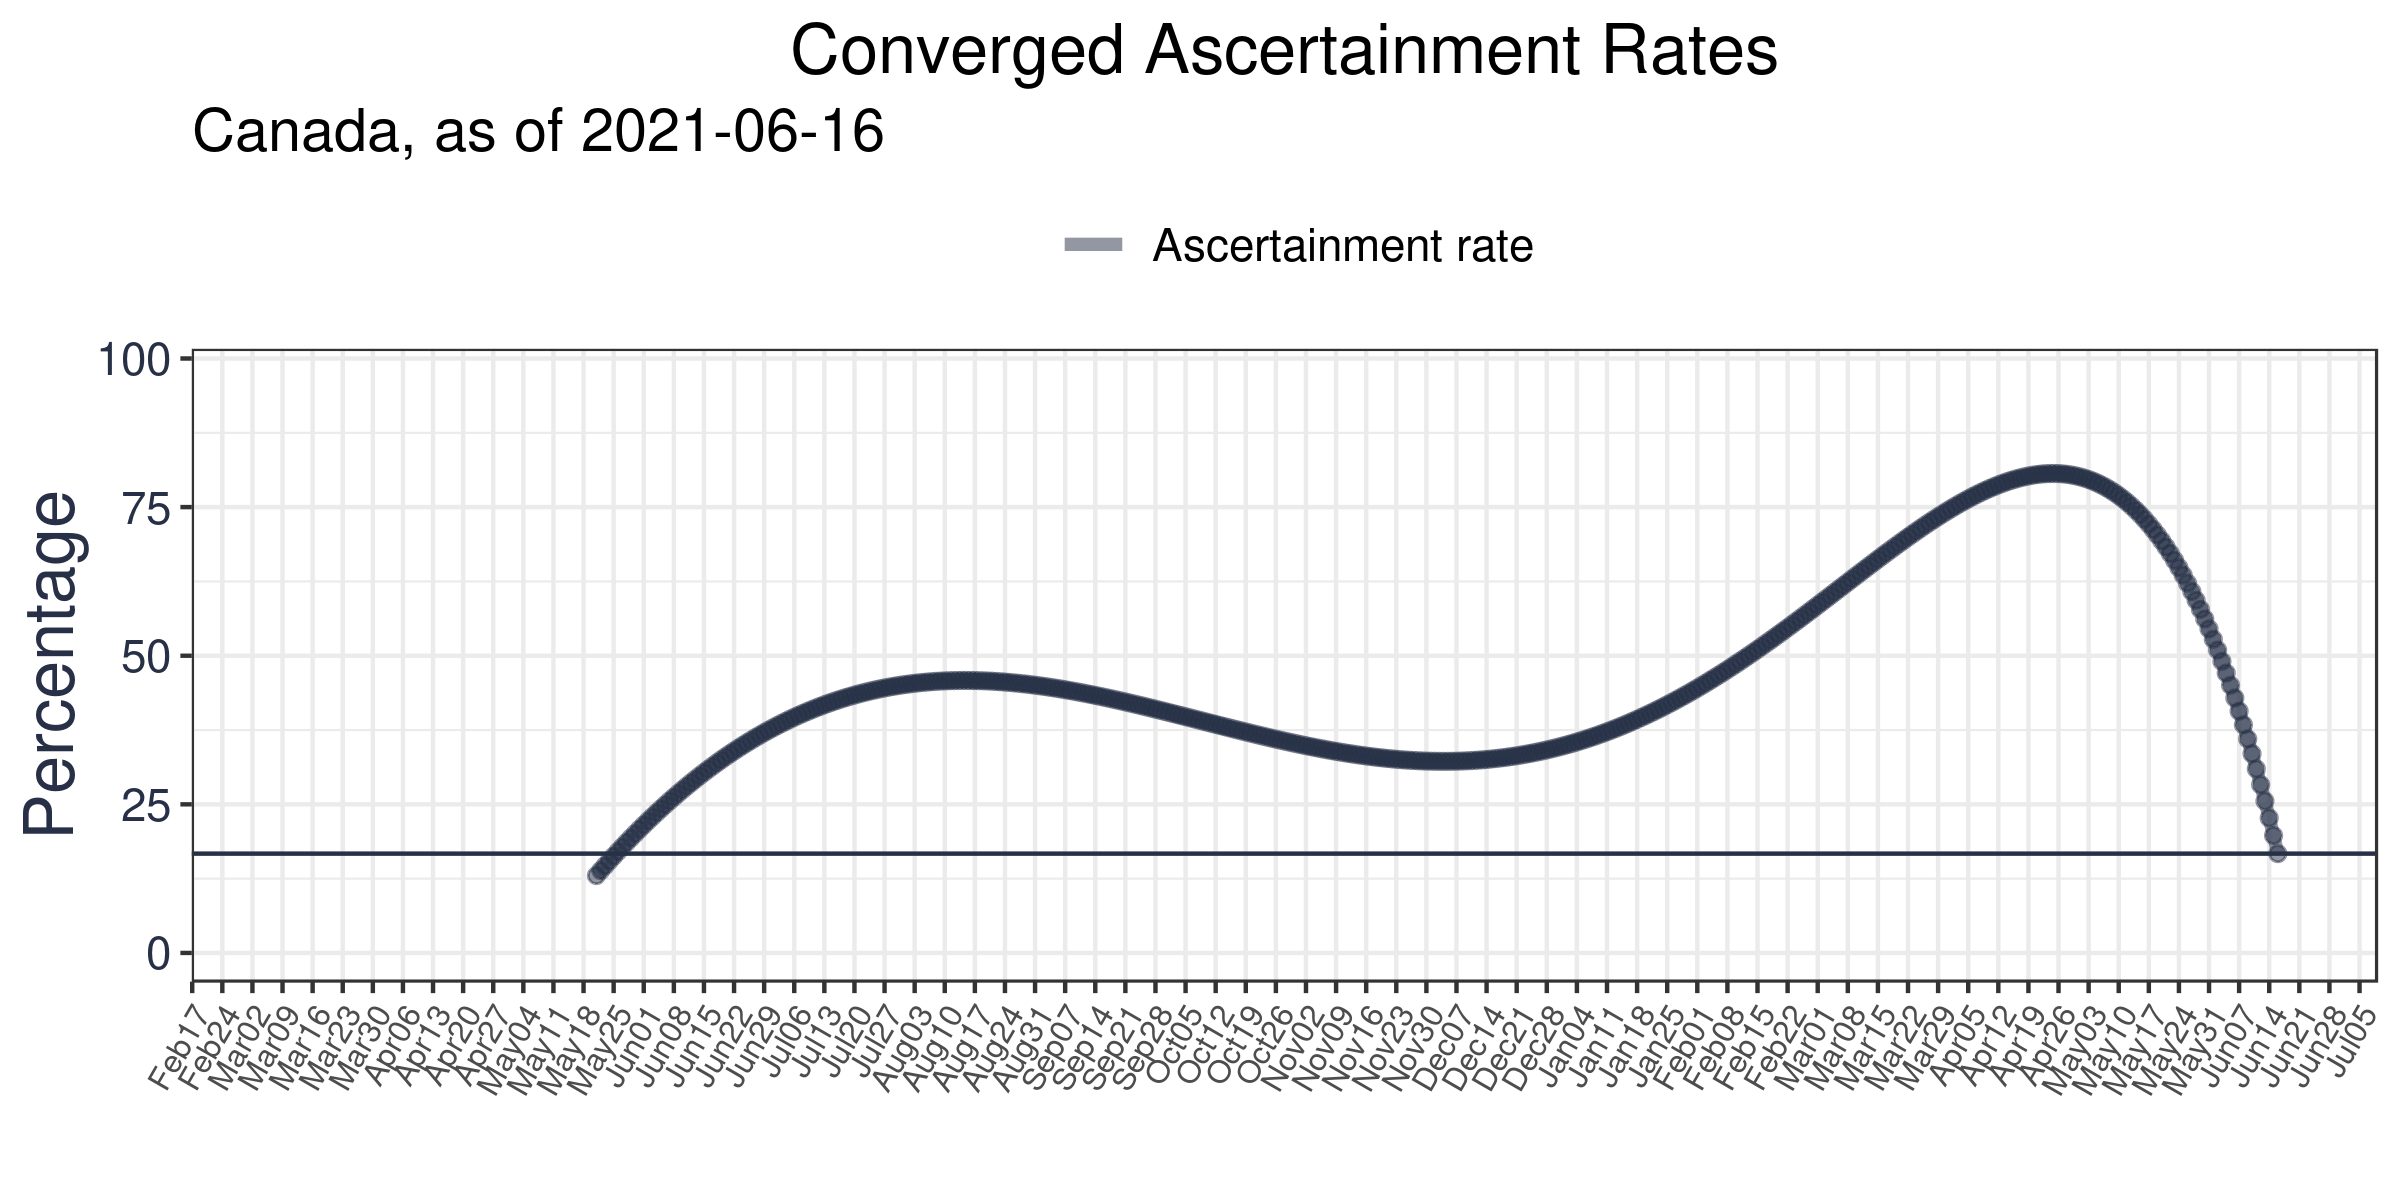 Converged Ascertainment Rates
Canada, as of 2021-06-16
Ascertainment rate
Percentage
100
75
50
25
0
Feb17 Feb24 Mar02 Mar09 Mar16 Mar23 Mar30 Apr06 Apr13 Apr20 Apr27 May04 May11 May18 May25 Jun01 Jun08 Jun15 Jun22 Jun29 Jul06 Jul13 Jul20 Jul27 Aug03 Aug10 Aug17 Aug24 Aug31 Sep07 Sep14 Sep21 Sep28 Oct05 Oct12 Oct19 Oct26 Nov02 Nov09 Nov16 Nov23 Nov30 Dec07 Dec14 Dec21 Dec28 Jan04 Jan11 Jan18 Jan25 Feb01 Feb08 Feb15 Feb22 Mar01 Mar08 Mar15 Mar22 Mar29 Apr05 Apr12 Apr19 Apr26 May03 May10 May17 May24 May31 Jun07 Jun14 Jun21 Jun28 Jul05